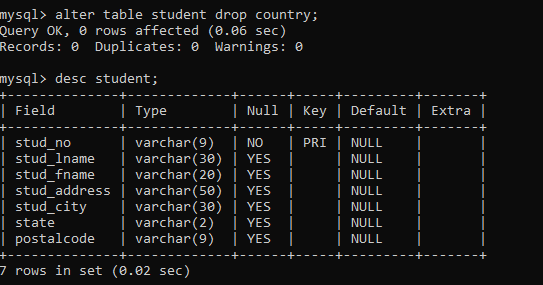 mysql> alter table student drop country;
Query OK, 0 rows affected (0.06 sec)
Records: 0  Duplicates: 0  Warnings: 0
mysql> desc student;
+--------------+-------------+------+-----+---------+-------+
| Field        | Type        | Null | Key | Default | Extra |
+--------------+-------------+------+-----+---------+-------+
| stud_no      | varchar(9)  | NO   | PRI | NULL    |       |
| stud_lname   | varchar(30) | YES  |     | NULL    |       |
| stud_fname   | varchar(20) | YES  |     | NULL    |       |
| stud_address | varchar(50) | YES  |     | NULL    |       |
| stud_city    | varchar(30) | YES  |     | NULL    |       |
| state        | varchar(2)  | YES  |     | NULL    |       |
| postalcode   | varchar(9)  | YES  |     | NULL    |       |
+--------------+-------------+------+-----+---------+-------+
7 rows in set (0.02 sec)